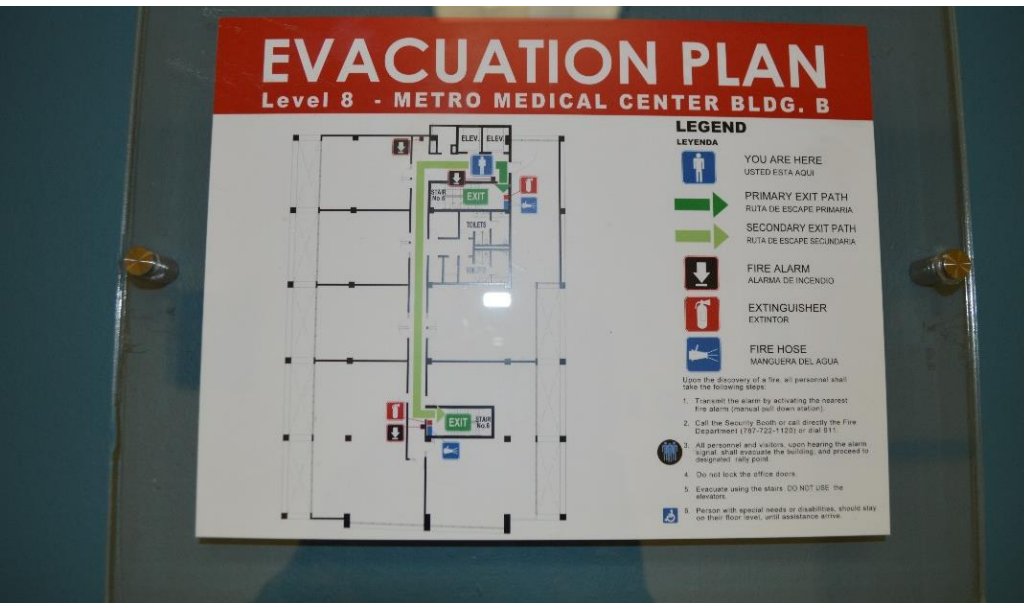 EVACUATION PLAN
Level 8 - METRO MEDICAL CENTER BLDG. B
LEGEND
LEYENDA
YOU ARE HERE
USTED ESTA AQUI
PRIMARY EXIT PATH
RUTA DE ESCAPE PRIMARIA
SECONDARY EXIT PATH
RUTA DE ESCAPE SECUNDARIA
FIRE ALARM
ALARMA DE INCENDIO
EXTINGUISHER
EXTINTOR
FIRE HOSE
MANGUERA DEL AGUA
Upon the discovery of a fire, all personnel shall
take the following steps:
1. Transmit the alarm by activating the nearest
fire alarm (manual pull down station).
2. Call the Security Booth or call directly the Fire
Department (787-722-1120) or dial 911.
3. All personnel and visitors, upon hearing the alarm
signal, shall evacuate the building, and proceed to
designated rally point.
4. Do not lock the office doors.
5. Evacuate using the stairs. DO NOT USE the
elevators.
6. Person with special needs or disabilities, should stay
on their floor level, until assistance arrive.
ELEV. ELEV.
STAIR
EXIT
TOILETS
EXIT
STAIR